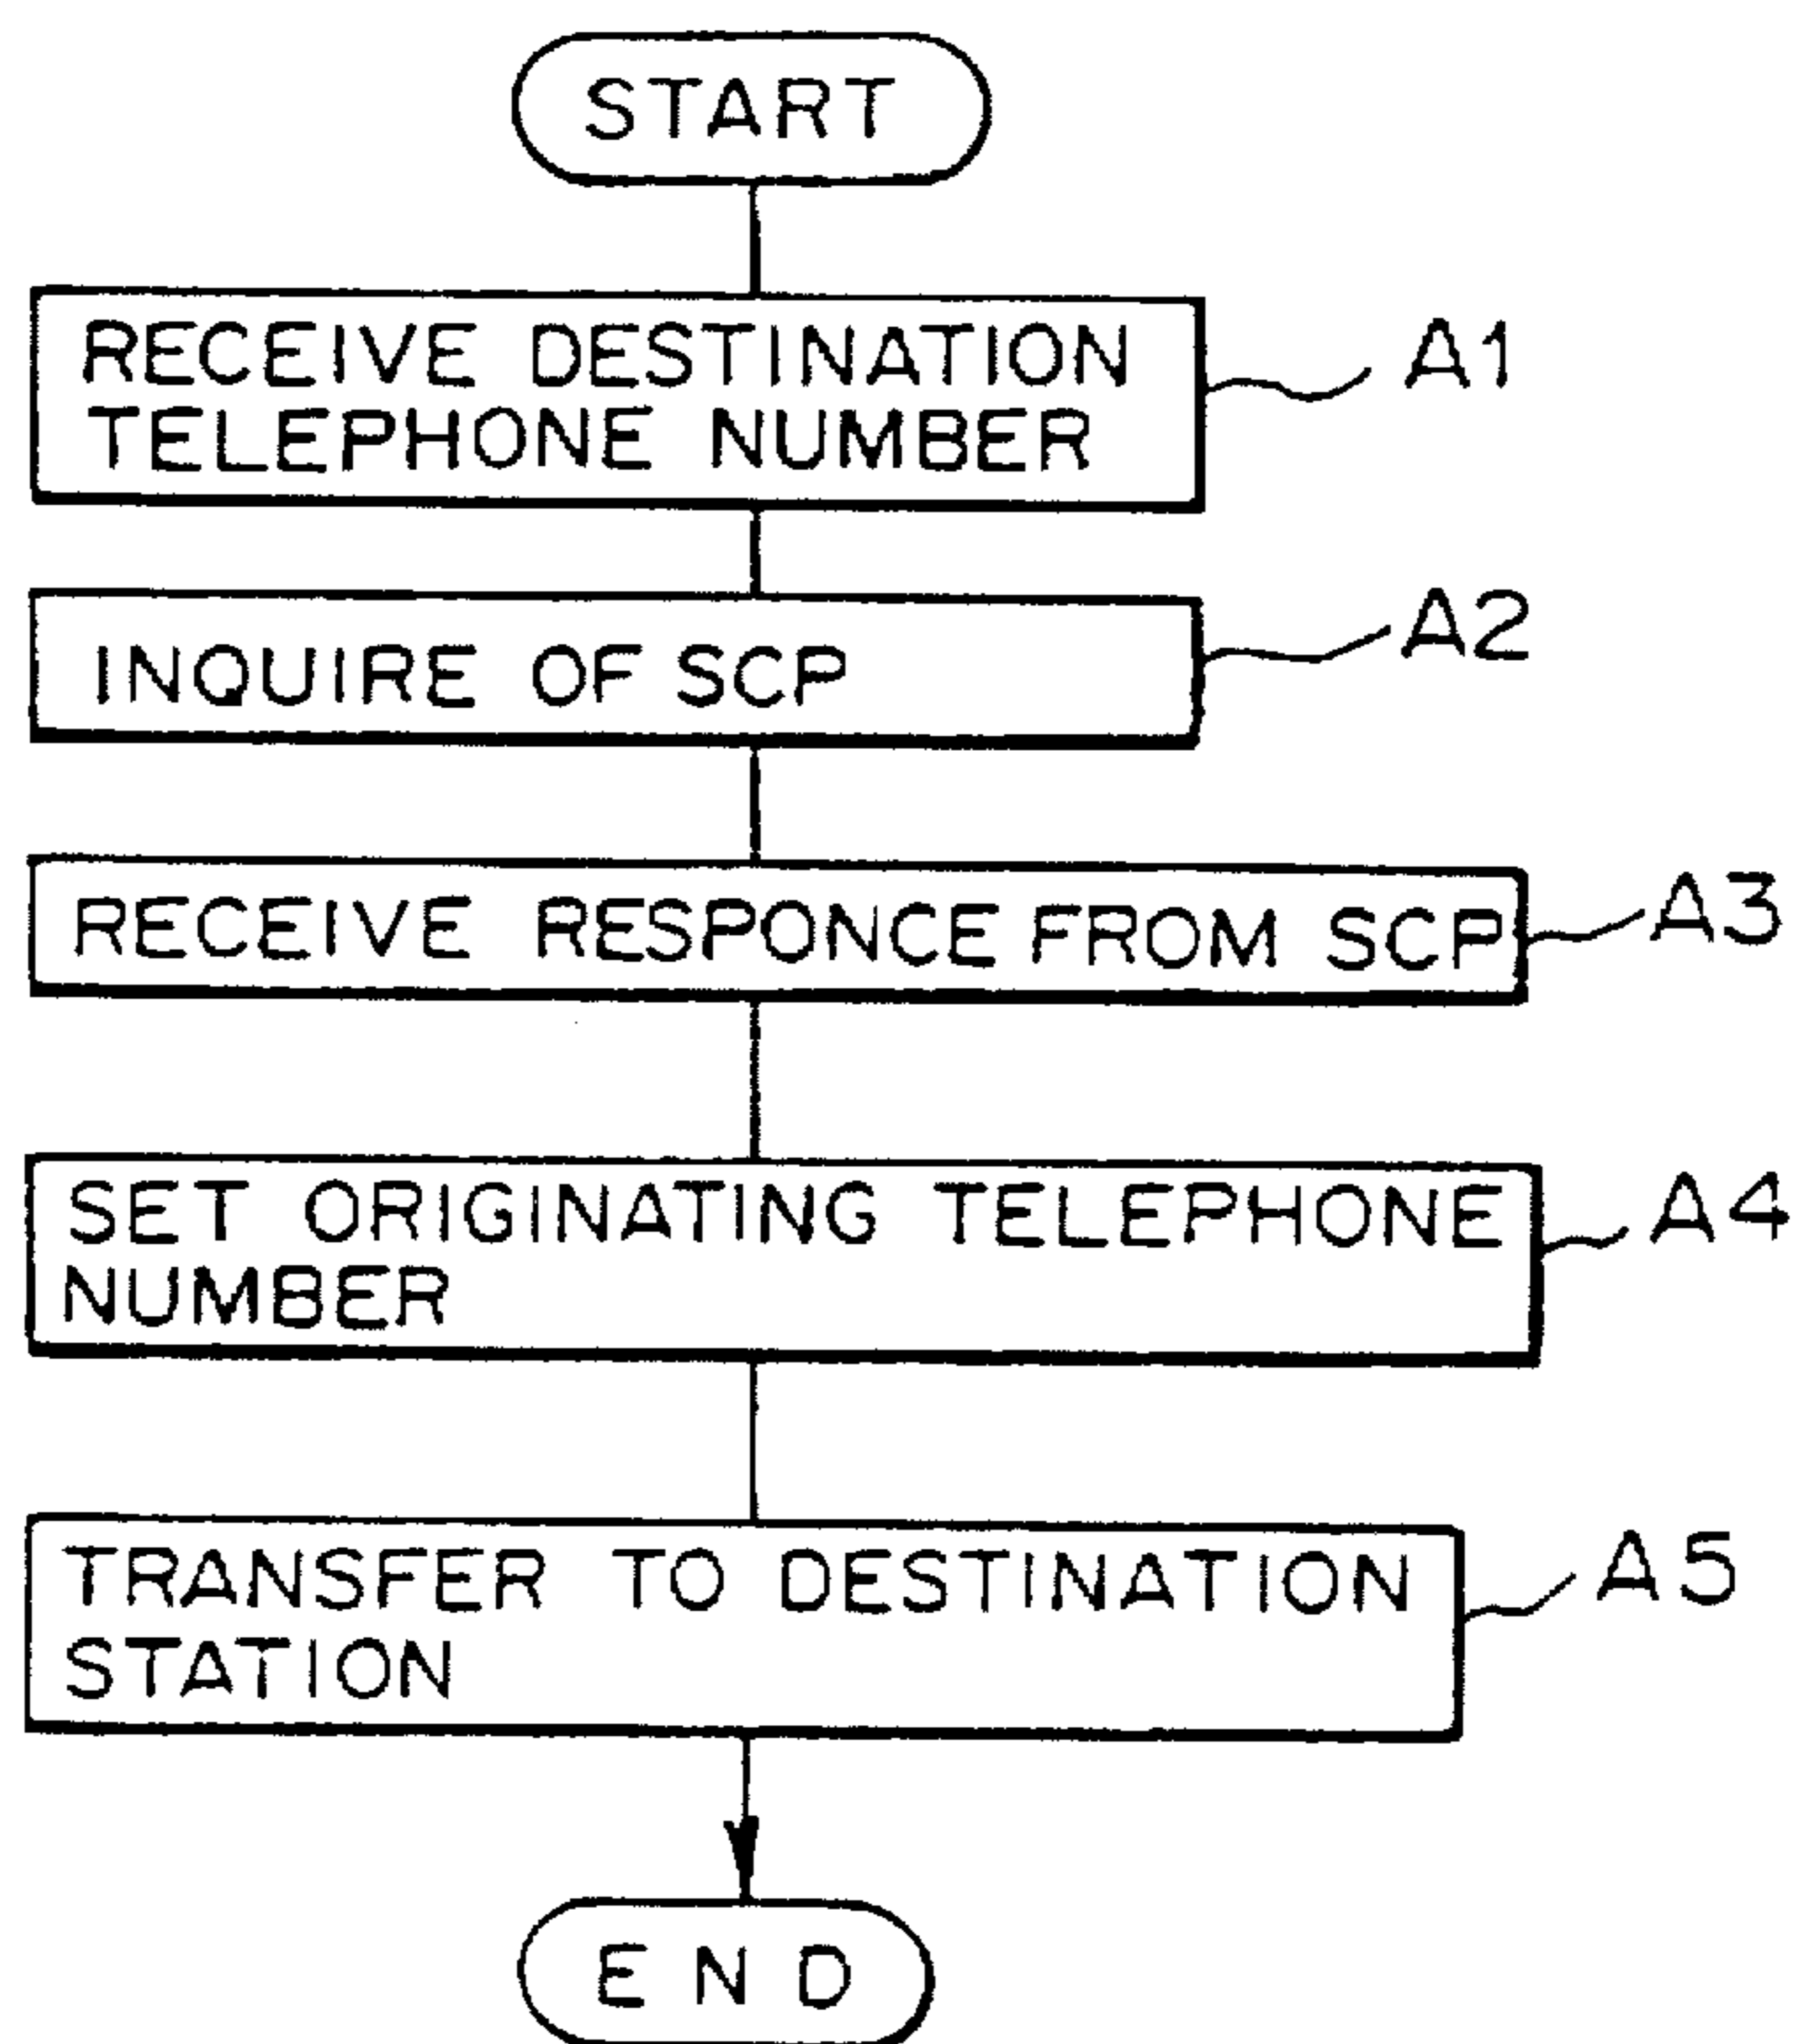 START
RECEIVE DESTINATION
TELEPHONE NUMBER
A1
INQUIRE OF SCP
A2
RECEIVE RESPONCE FROM SCP
A3
SET ORIGINATING TELEPHONE
NUMBER
A4
TRANSFER TO DESTINATION
STATION
A5
END